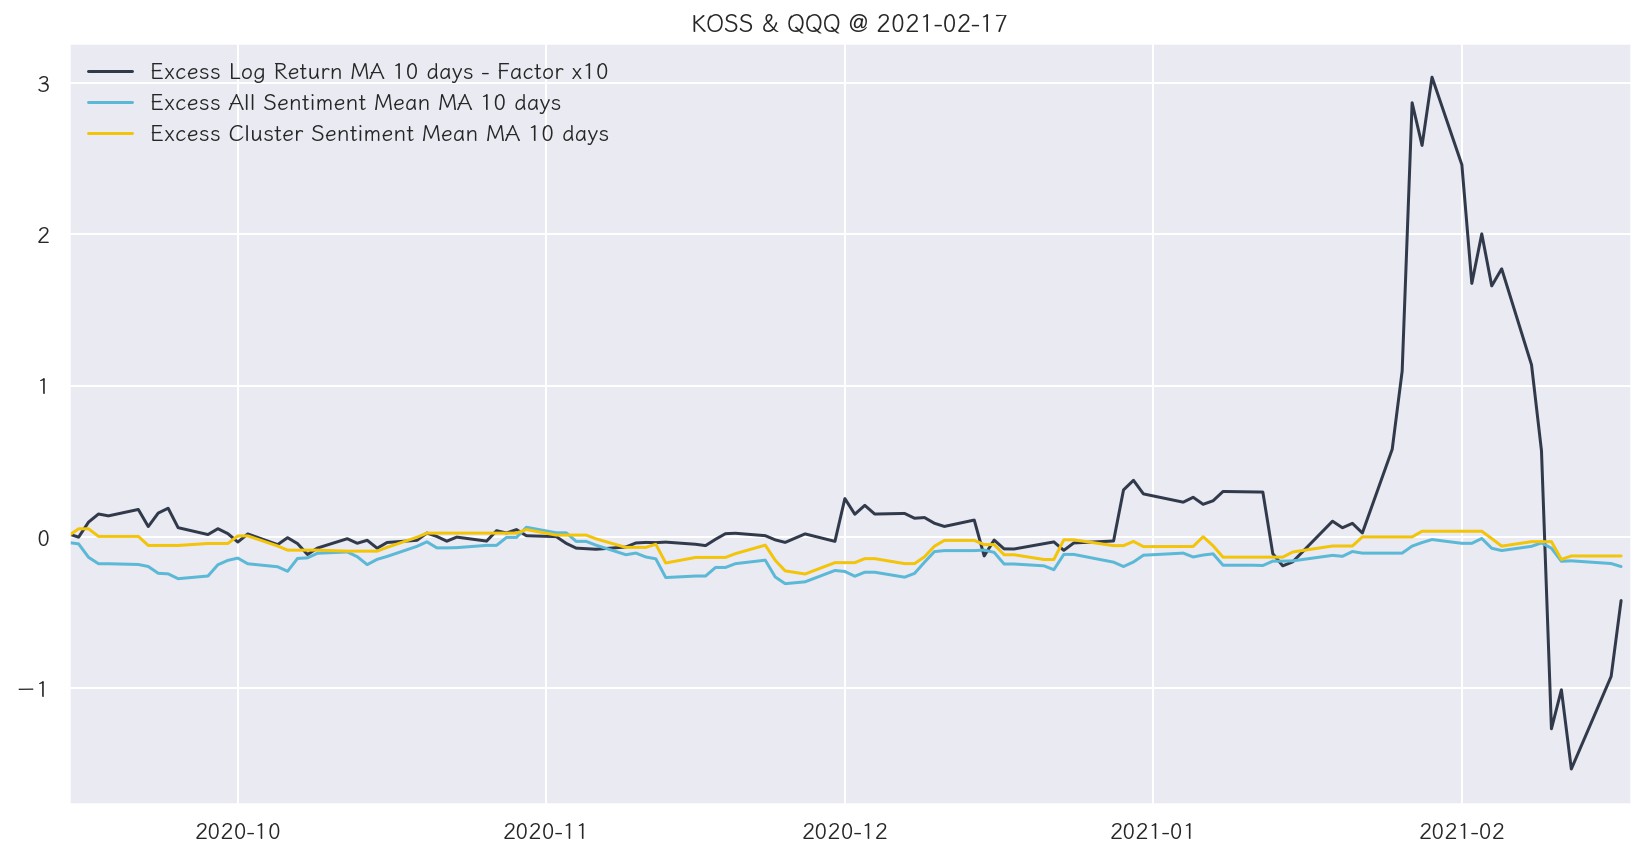 KOSS & QQQ @ 2021-02-17
Excess Log Return MA 10 days - Factor x10
Excess All Sentiment Mean MA 10 days
Excess Cluster Sentiment Mean MA 10 days
3
2
1
0
−1
2020-10 2020-11 2020-12 2021-01 2021-02